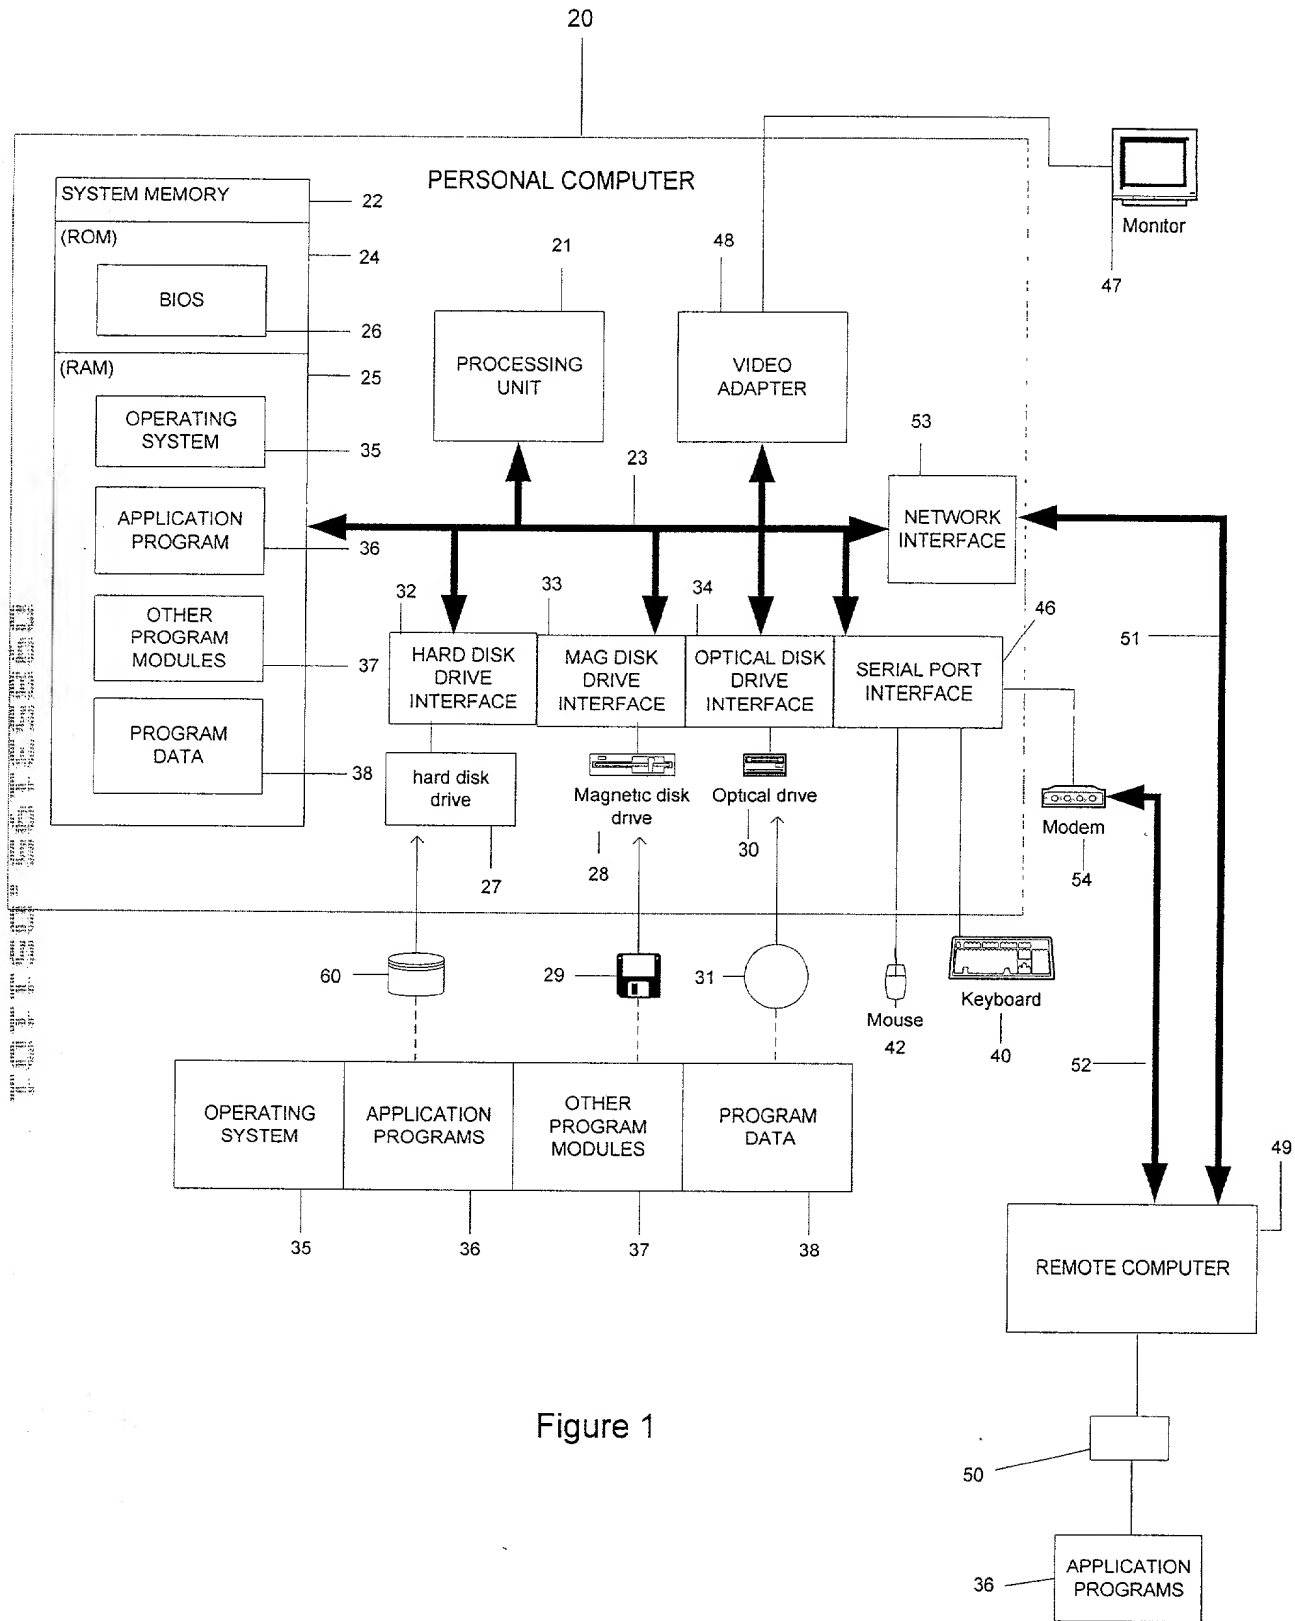 20
PERSONAL COMPUTER
SYSTEM MEMORY
22
(ROM)
24
BIOS
26
(RAM)
25
OPERATING
SYSTEM
35
APPLICATION
PROGRAM
36
OTHER
PROGRAM
MODULES
37
PROGRAM
DATA
38
21
PROCESSING
UNIT
48
VIDEO
ADAPTER
Monitor
47
23
53
NETWORK
INTERFACE
32
HARD DISK
DRIVE
INTERFACE
33
MAG DISK
DRIVE
INTERFACE
34
OPTICAL DISK
DRIVE
INTERFACE
46
SERIAL PORT
INTERFACE
51
hard disk
drive
27
Magnetic disk
drive
28
Optical drive
30
Modem
54
60
29
31
Mouse
42
Keyboard
40
52
OPERATING
SYSTEM
APPLICATION
PROGRAMS
OTHER
PROGRAM
MODULES
PROGRAM
DATA
35
36
37
38
49
REMOTE COMPUTER
50
36
APPLICATION
PROGRAMS
Figure 1